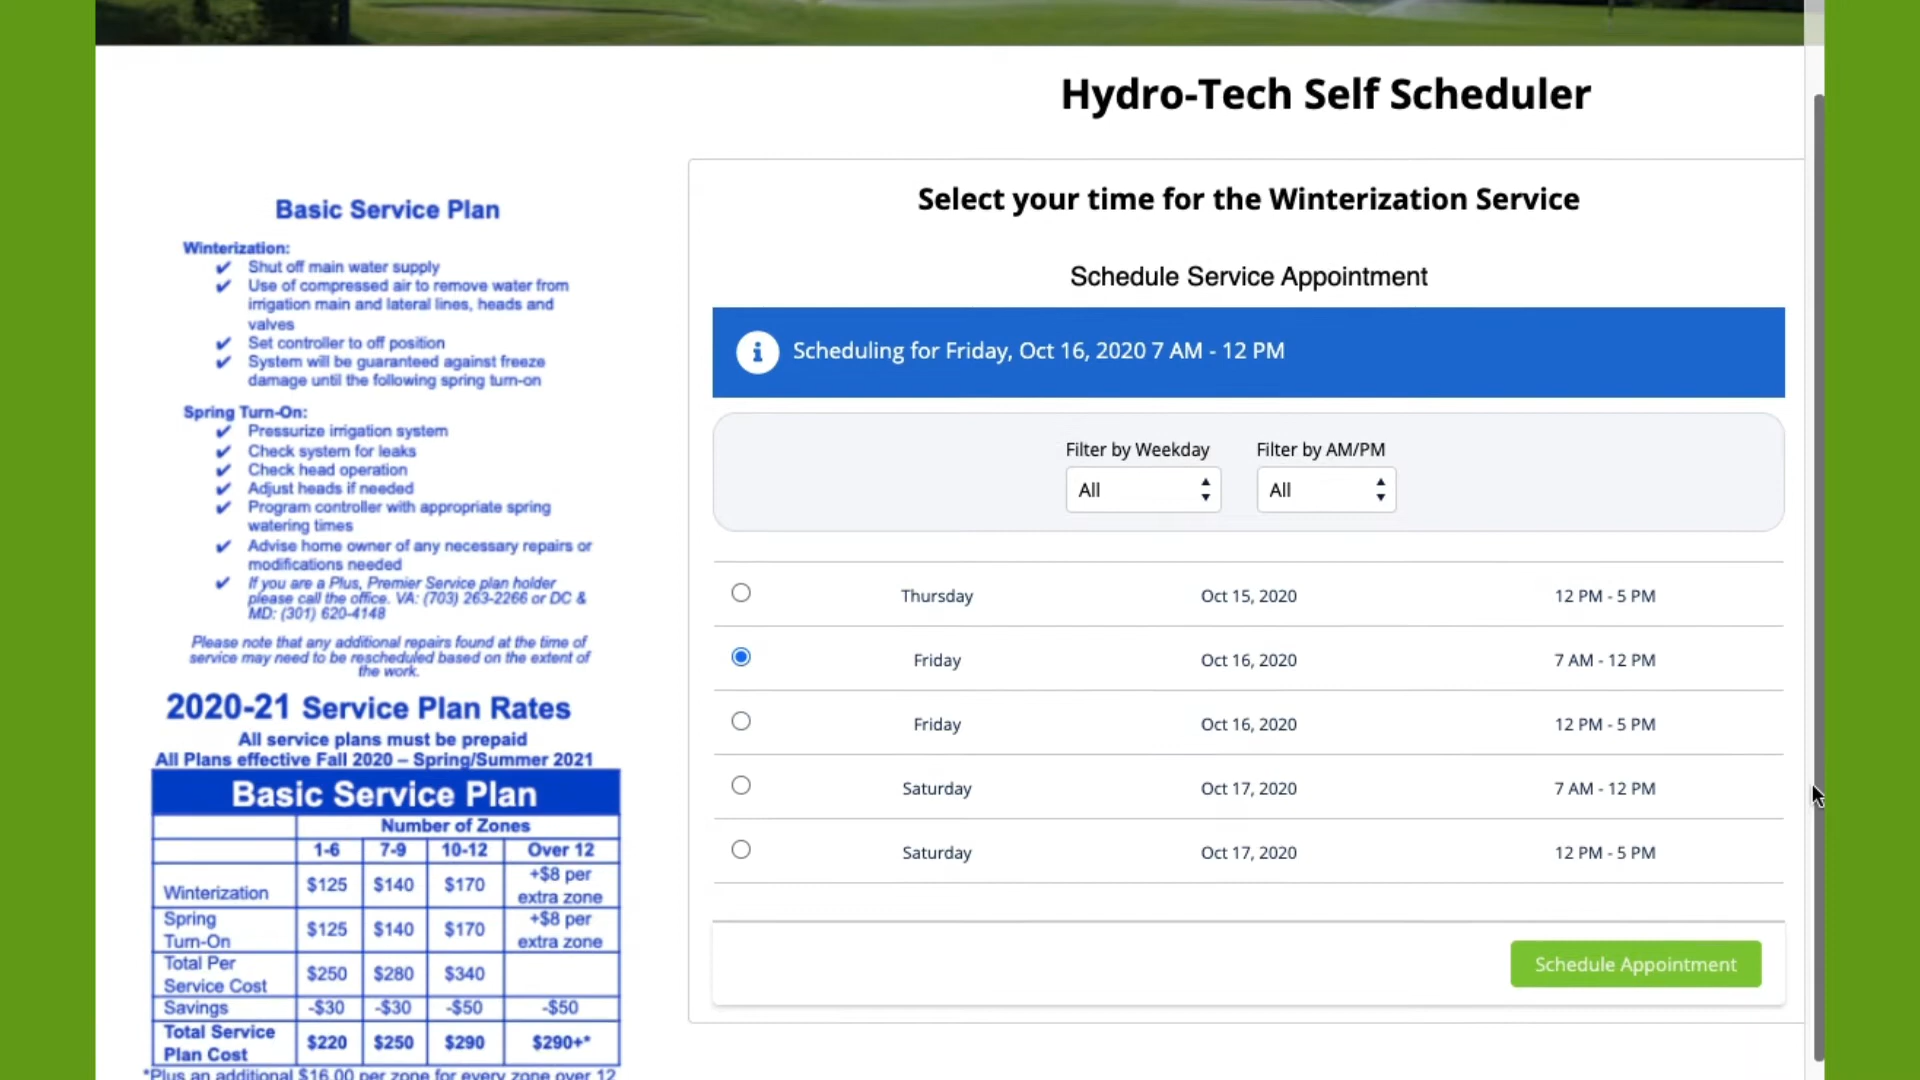 Hydro-Tech Self Scheduler
Basic Service Plan
Winterization:
✔ Shut off main water supply
✔ Use of compressed air to remove water from
irrigation main and lateral lines, heads and
valves
✔ Set controller to off position
✔ System will be guaranteed against freeze
damage until the following spring turn-on
Spring Turn-On:
✔ Pressurize irrigation system
✔ Check system for leaks
✔ Check head operation
✔ Adjust heads if needed
✔ Program controller with appropriate spring
watering times
✔ Advise home owner of any necessary repairs or
modifications needed
✔ If you are a Plus, Premier Service plan holder
please call the office. VA: (703) 263-2266 or DC &
MD: (301) 620-4148
Please note that any additional repairs found at the time of
service may need to be rescheduled based on the extent of
the work.
2020-21 Service Plan Rates
All service plans must be prepaid
All Plans effective Fall 2020 – Spring/Summer 2021
Basic Service Plan
Number of Zones
1-6 7-9 10-12 Over 12
Winterization $125 $140 $170 +$8 per extra zone
Spring Turn-On $125 $140 $170 +$8 per extra zone
Total Per Service Cost $250 $280 $340
Savings -$30 -$30 -$50 -$50
Total Service Plan Cost $220 $250 $290 $290+*
*Plus an additional $16.00 per zone for every zone over 12
Select your time for the Winterization Service
Schedule Service Appointment
Scheduling for Friday, Oct 16, 2020 7 AM - 12 PM
Filter by Weekday Filter by AM/PM
All All
Thursday Oct 15, 2020 12 PM - 5 PM
Friday Oct 16, 2020 7 AM - 12 PM
Friday Oct 16, 2020 12 PM - 5 PM
Saturday Oct 17, 2020 7 AM - 12 PM
Saturday Oct 17, 2020 12 PM - 5 PM
Schedule Appointment